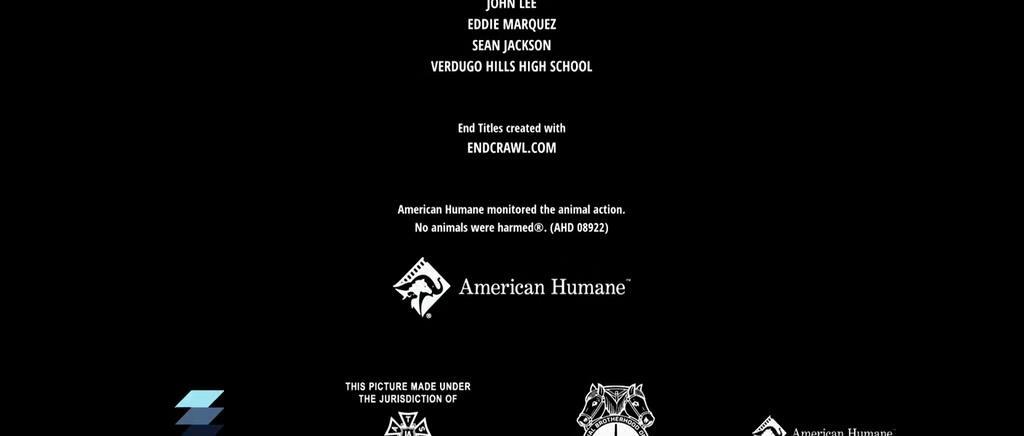 JOHN LEE
EDDIE MARQUEZ
SEAN JACKSON
VERDUGO HILLS HIGH SCHOOL
End Titles created with
ENDCRAWL.COM
American Humane monitored the animal action.
No animals were harmed®. (AHD 08922)
American Humane™
®
THIS PICTURE MADE UNDER
THE JURISDICTION OF
American Humane